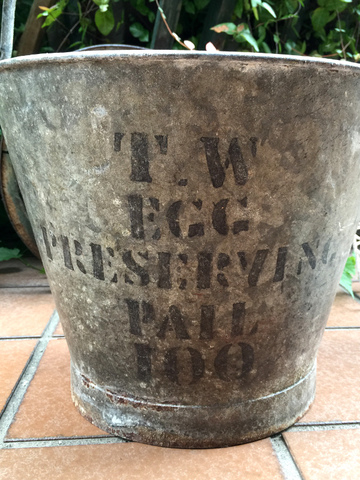 T.W
EGG
PRESERVING
PAIL
100